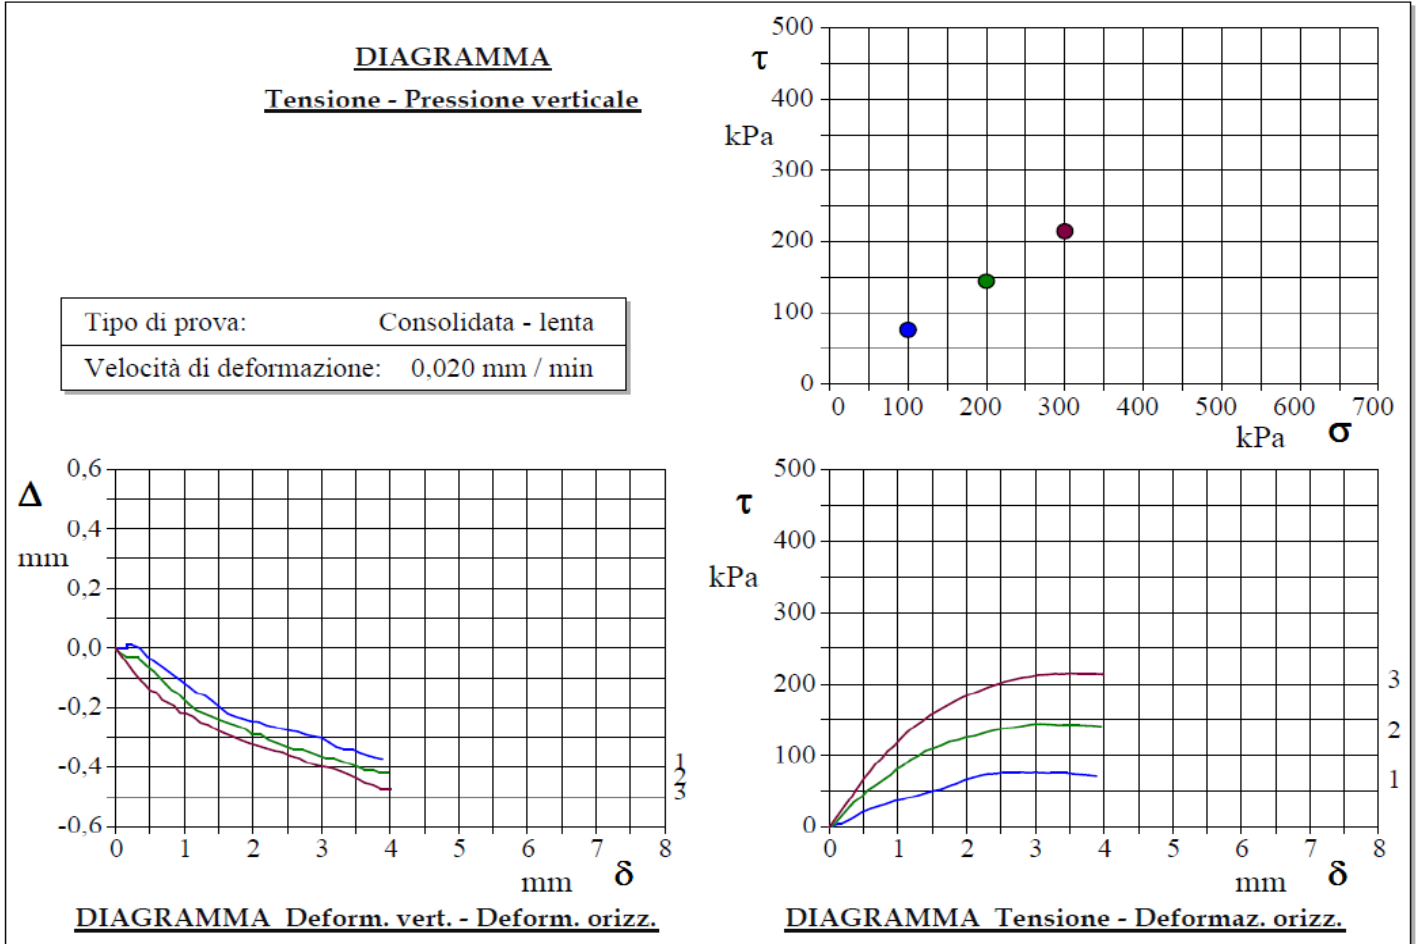 DIAGRAMMA
Tensione - Pressione verticale
Tipo di prova: Consolidata - lenta
Velocità di deformazione: 0,020 mm / min
500
τ
400
kPa
300
200
100
0
0 100 200 300 400 500 600 700
kPa σ
0,6
Δ
0,4
mm
0,2
0,0
-0,2
-0,4
-0,6
1
2
3
0 1 2 3 4 5 6 7 8
mm δ
DIAGRAMMA Deform. vert. - Deform. orizz.
500
τ
400
kPa
300
200
100
0
3
2
1
0 1 2 3 4 5 6 7 8
mm δ
DIAGRAMMA Tensione - Deformaz. orizz.